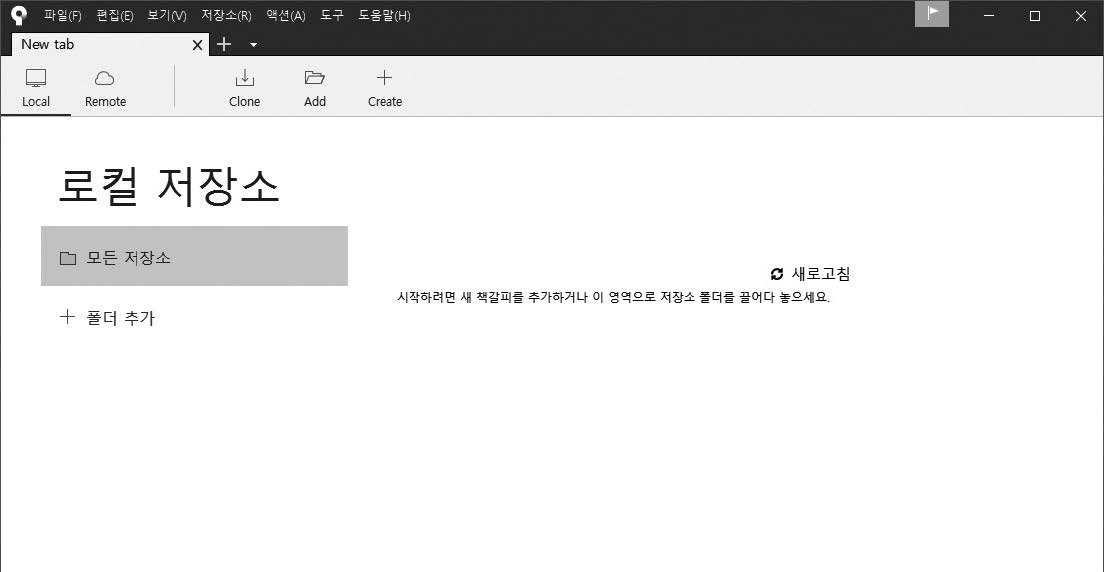 파일(F) 편집(E) 보기(V) 저장소(R) 액션(A) 도구 도움말(H)
New tab
Local Remote Clone Add Create
로컬 저장소
모든 저장소
폴더 추가
새로고침
시작하려면 새 책갈피를 추가하거나 이 영역으로 저장소 폴더를 끌어다 놓으세요.